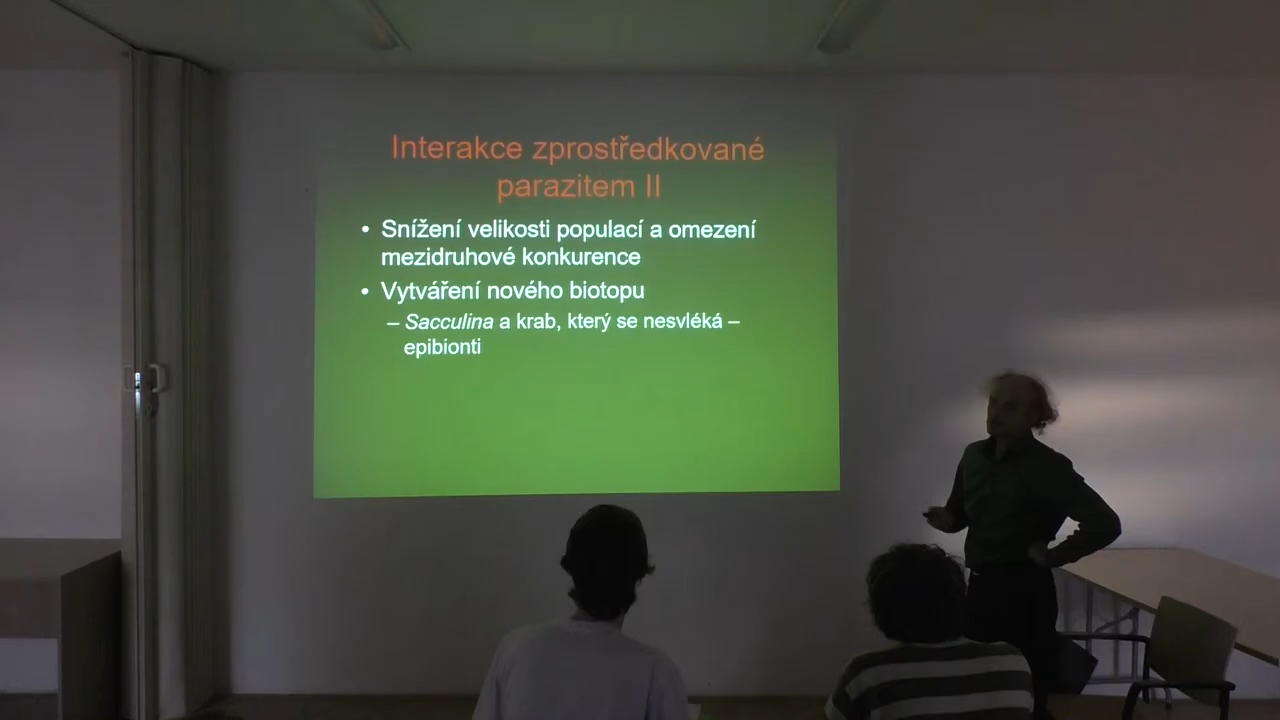 Interakce zprostředkované
parazitem II
• Snížení velikosti populací a omezení
mezidruhové konkurence
• Vytváření nového biotopu
– Sacculina a krab, který se nesvléká –
epibionti